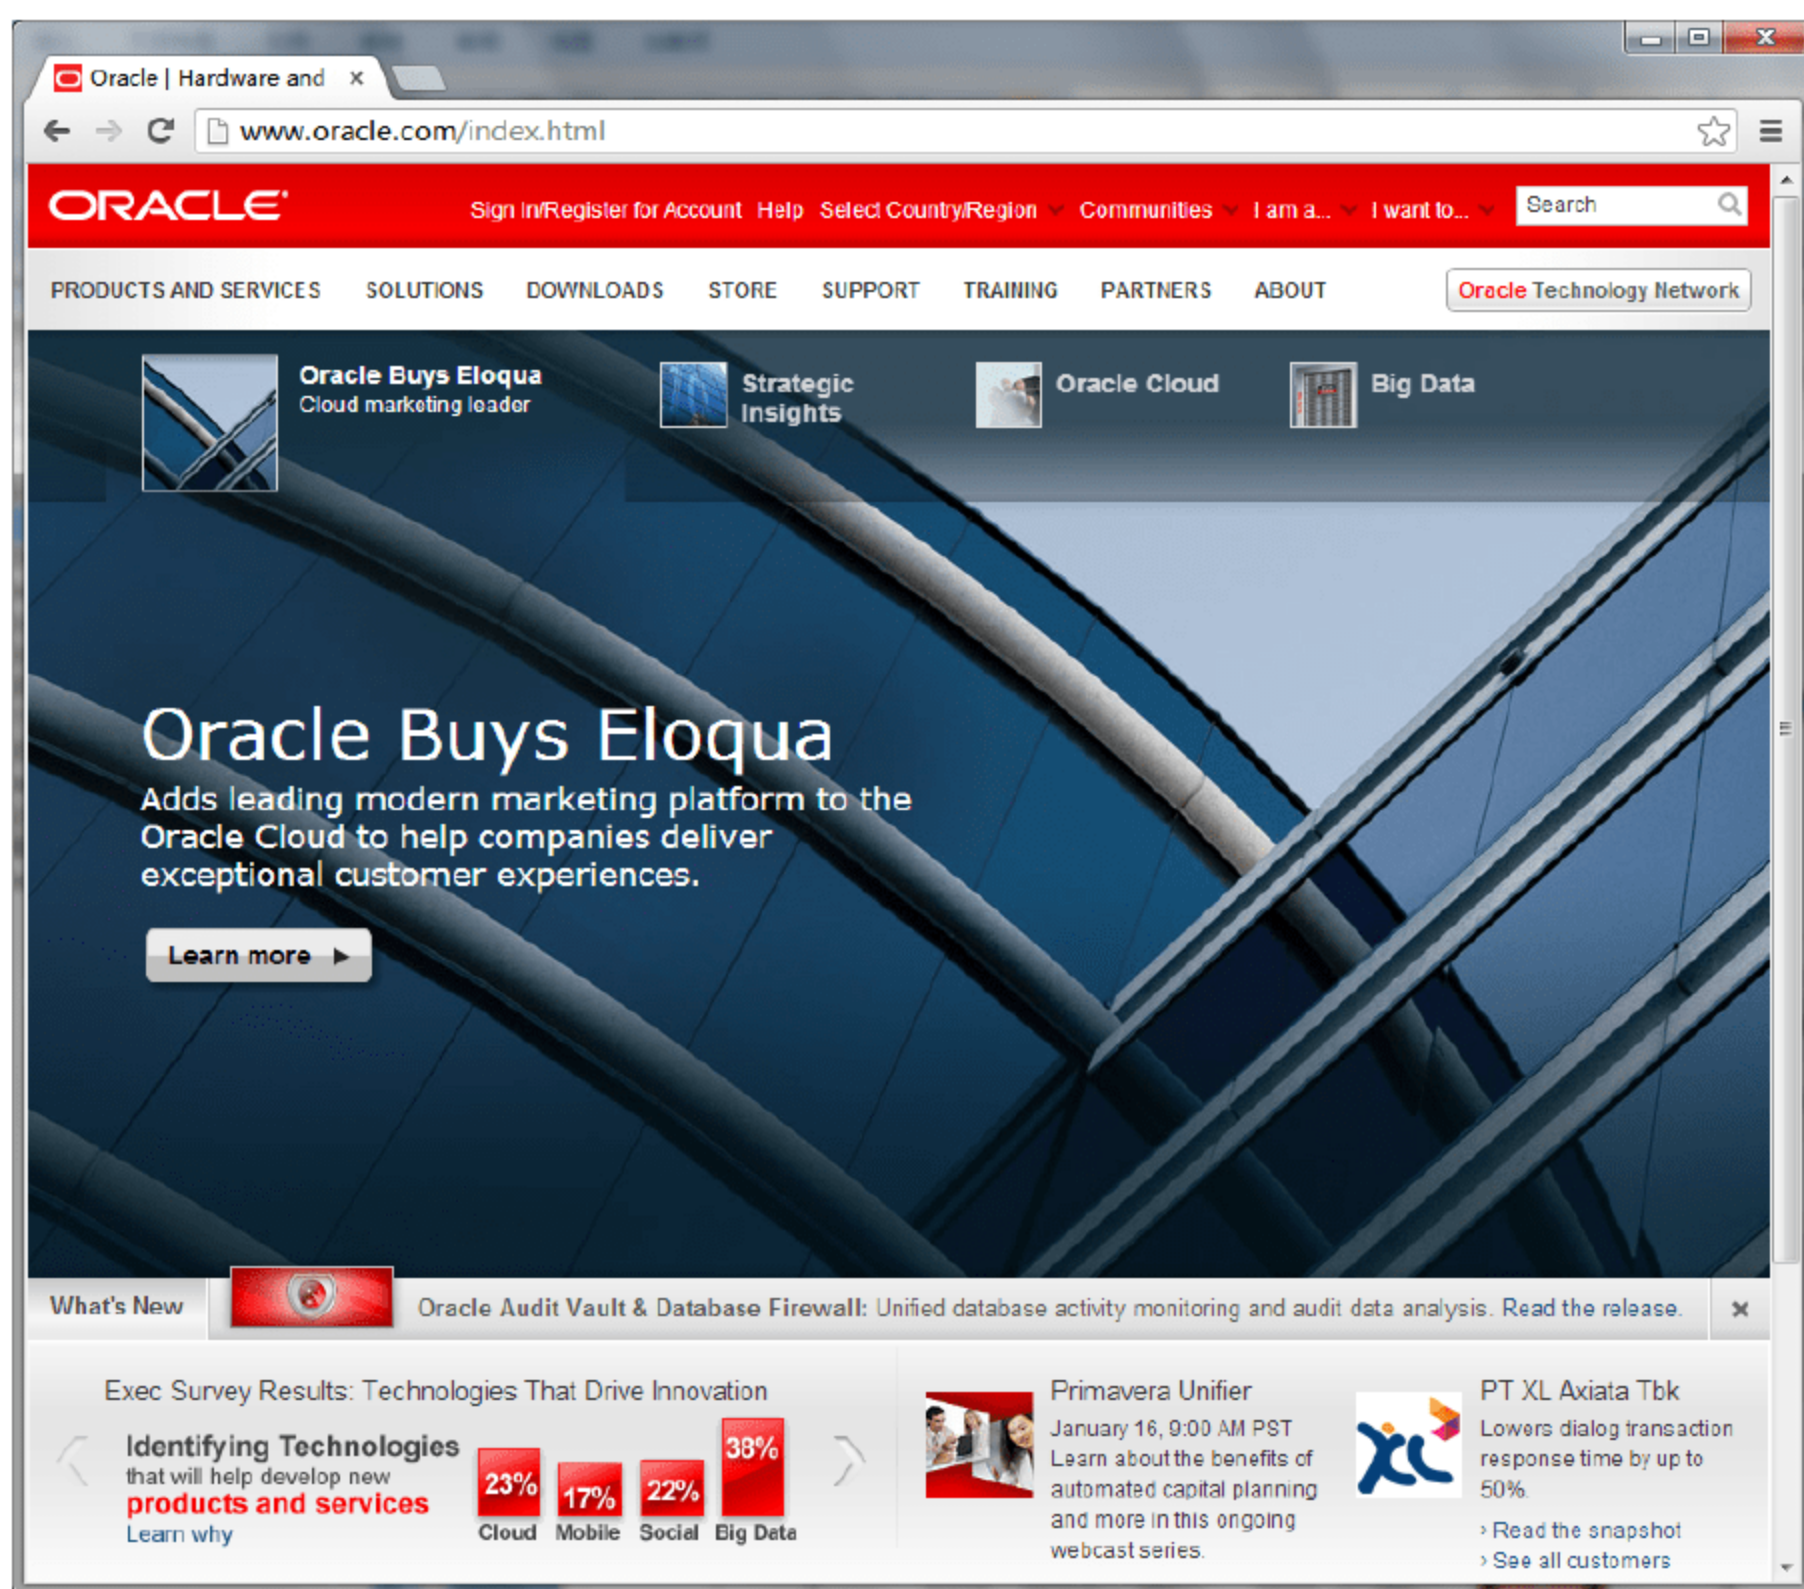 Oracle | Hardware and
www.oracle.com/index.html
ORACLE
Sign In/Register for Account Help Select Country/Region Communities I am a... I want to... Search
PRODUCTS AND SERVICES SOLUTIONS DOWNLOADS STORE SUPPORT TRAINING PARTNERS ABOUT Oracle Technology Network
Oracle Buys Eloqua
Cloud marketing leader
Strategic
Insights
Oracle Cloud
Big Data
Oracle Buys Eloqua
Adds leading modern marketing platform to the
Oracle Cloud to help companies deliver
exceptional customer experiences.
Learn more
What's New
Oracle Audit Vault & Database Firewall: Unified database activity monitoring and audit data analysis. Read the release.
Exec Survey Results: Technologies That Drive Innovation
Identifying Technologies
that will help develop new
products and services
Learn why
23% 17% 22% 38%
Cloud Mobile Social Big Data
Primavera Unifier
January 16, 9:00 AM PST
Learn about the benefits of
automated capital planning
and more in this ongoing
webcast series.
XL
PT XL Axiata Tbk
Lowers dialog transaction
response time by up to
50%.
› Read the snapshot
› See all customers